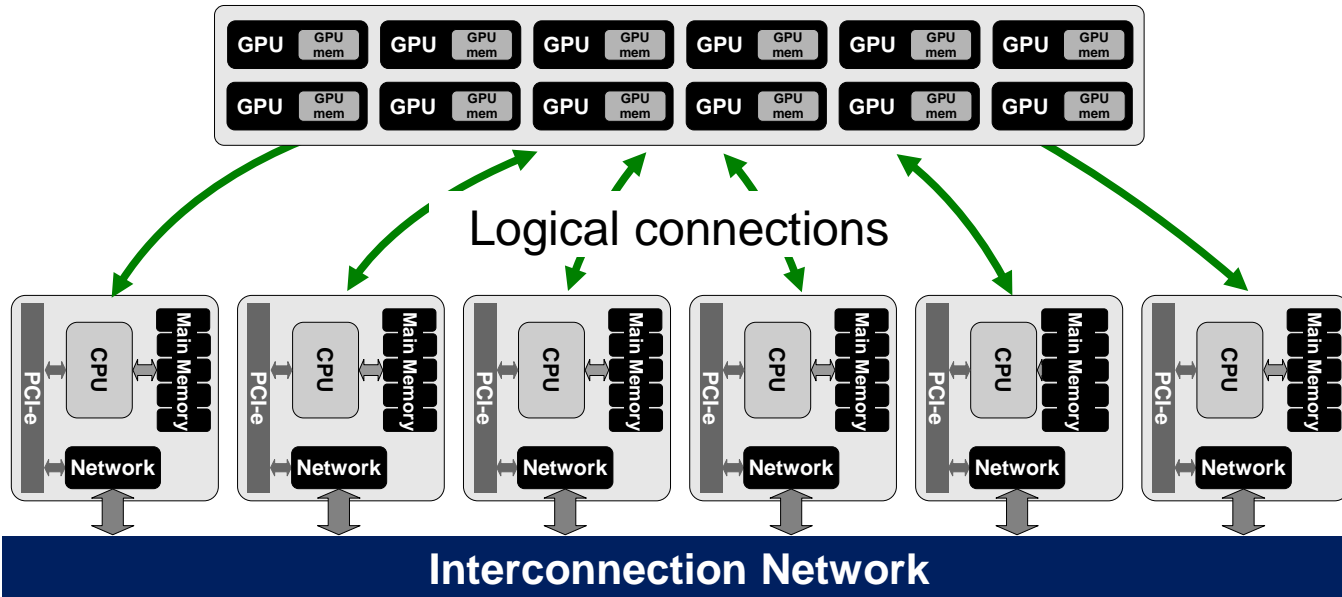 GPU GPU mem GPU GPU mem GPU GPU mem GPU GPU mem GPU GPU mem GPU GPU mem
GPU GPU mem GPU GPU mem GPU GPU mem GPU GPU mem GPU GPU mem GPU GPU mem
Logical connections
PCI-e CPU Main Memory PCI-e CPU Main Memory PCI-e CPU Main Memory PCI-e CPU Main Memory PCI-e CPU Main Memory PCI-e CPU Main Memory
Network Network Network Network Network Network
Interconnection Network